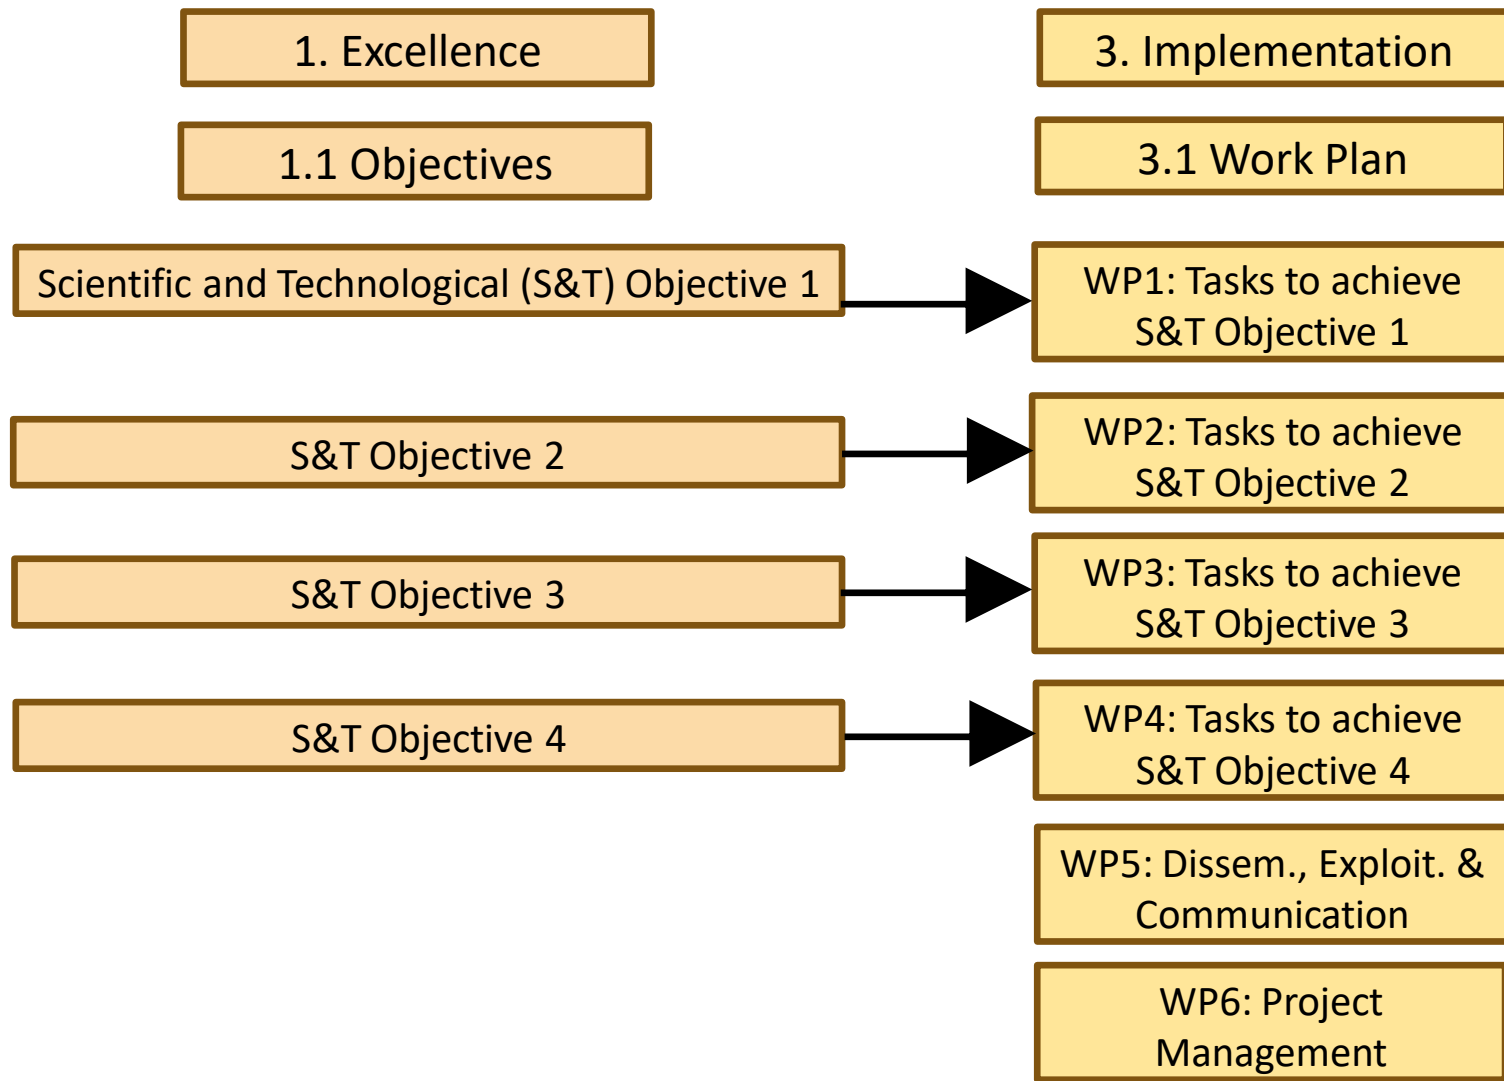 1. Excellence
3. Implementation
1.1 Objectives
3.1 Work Plan
Scientific and Technological (S&T) Objective 1
WP1: Tasks to achieve
S&T Objective 1
S&T Objective 2
WP2: Tasks to achieve
S&T Objective 2
S&T Objective 3
WP3: Tasks to achieve
S&T Objective 3
S&T Objective 4
WP4: Tasks to achieve
S&T Objective 4
WP5: Dissem., Exploit. &
Communication
WP6: Project
Management